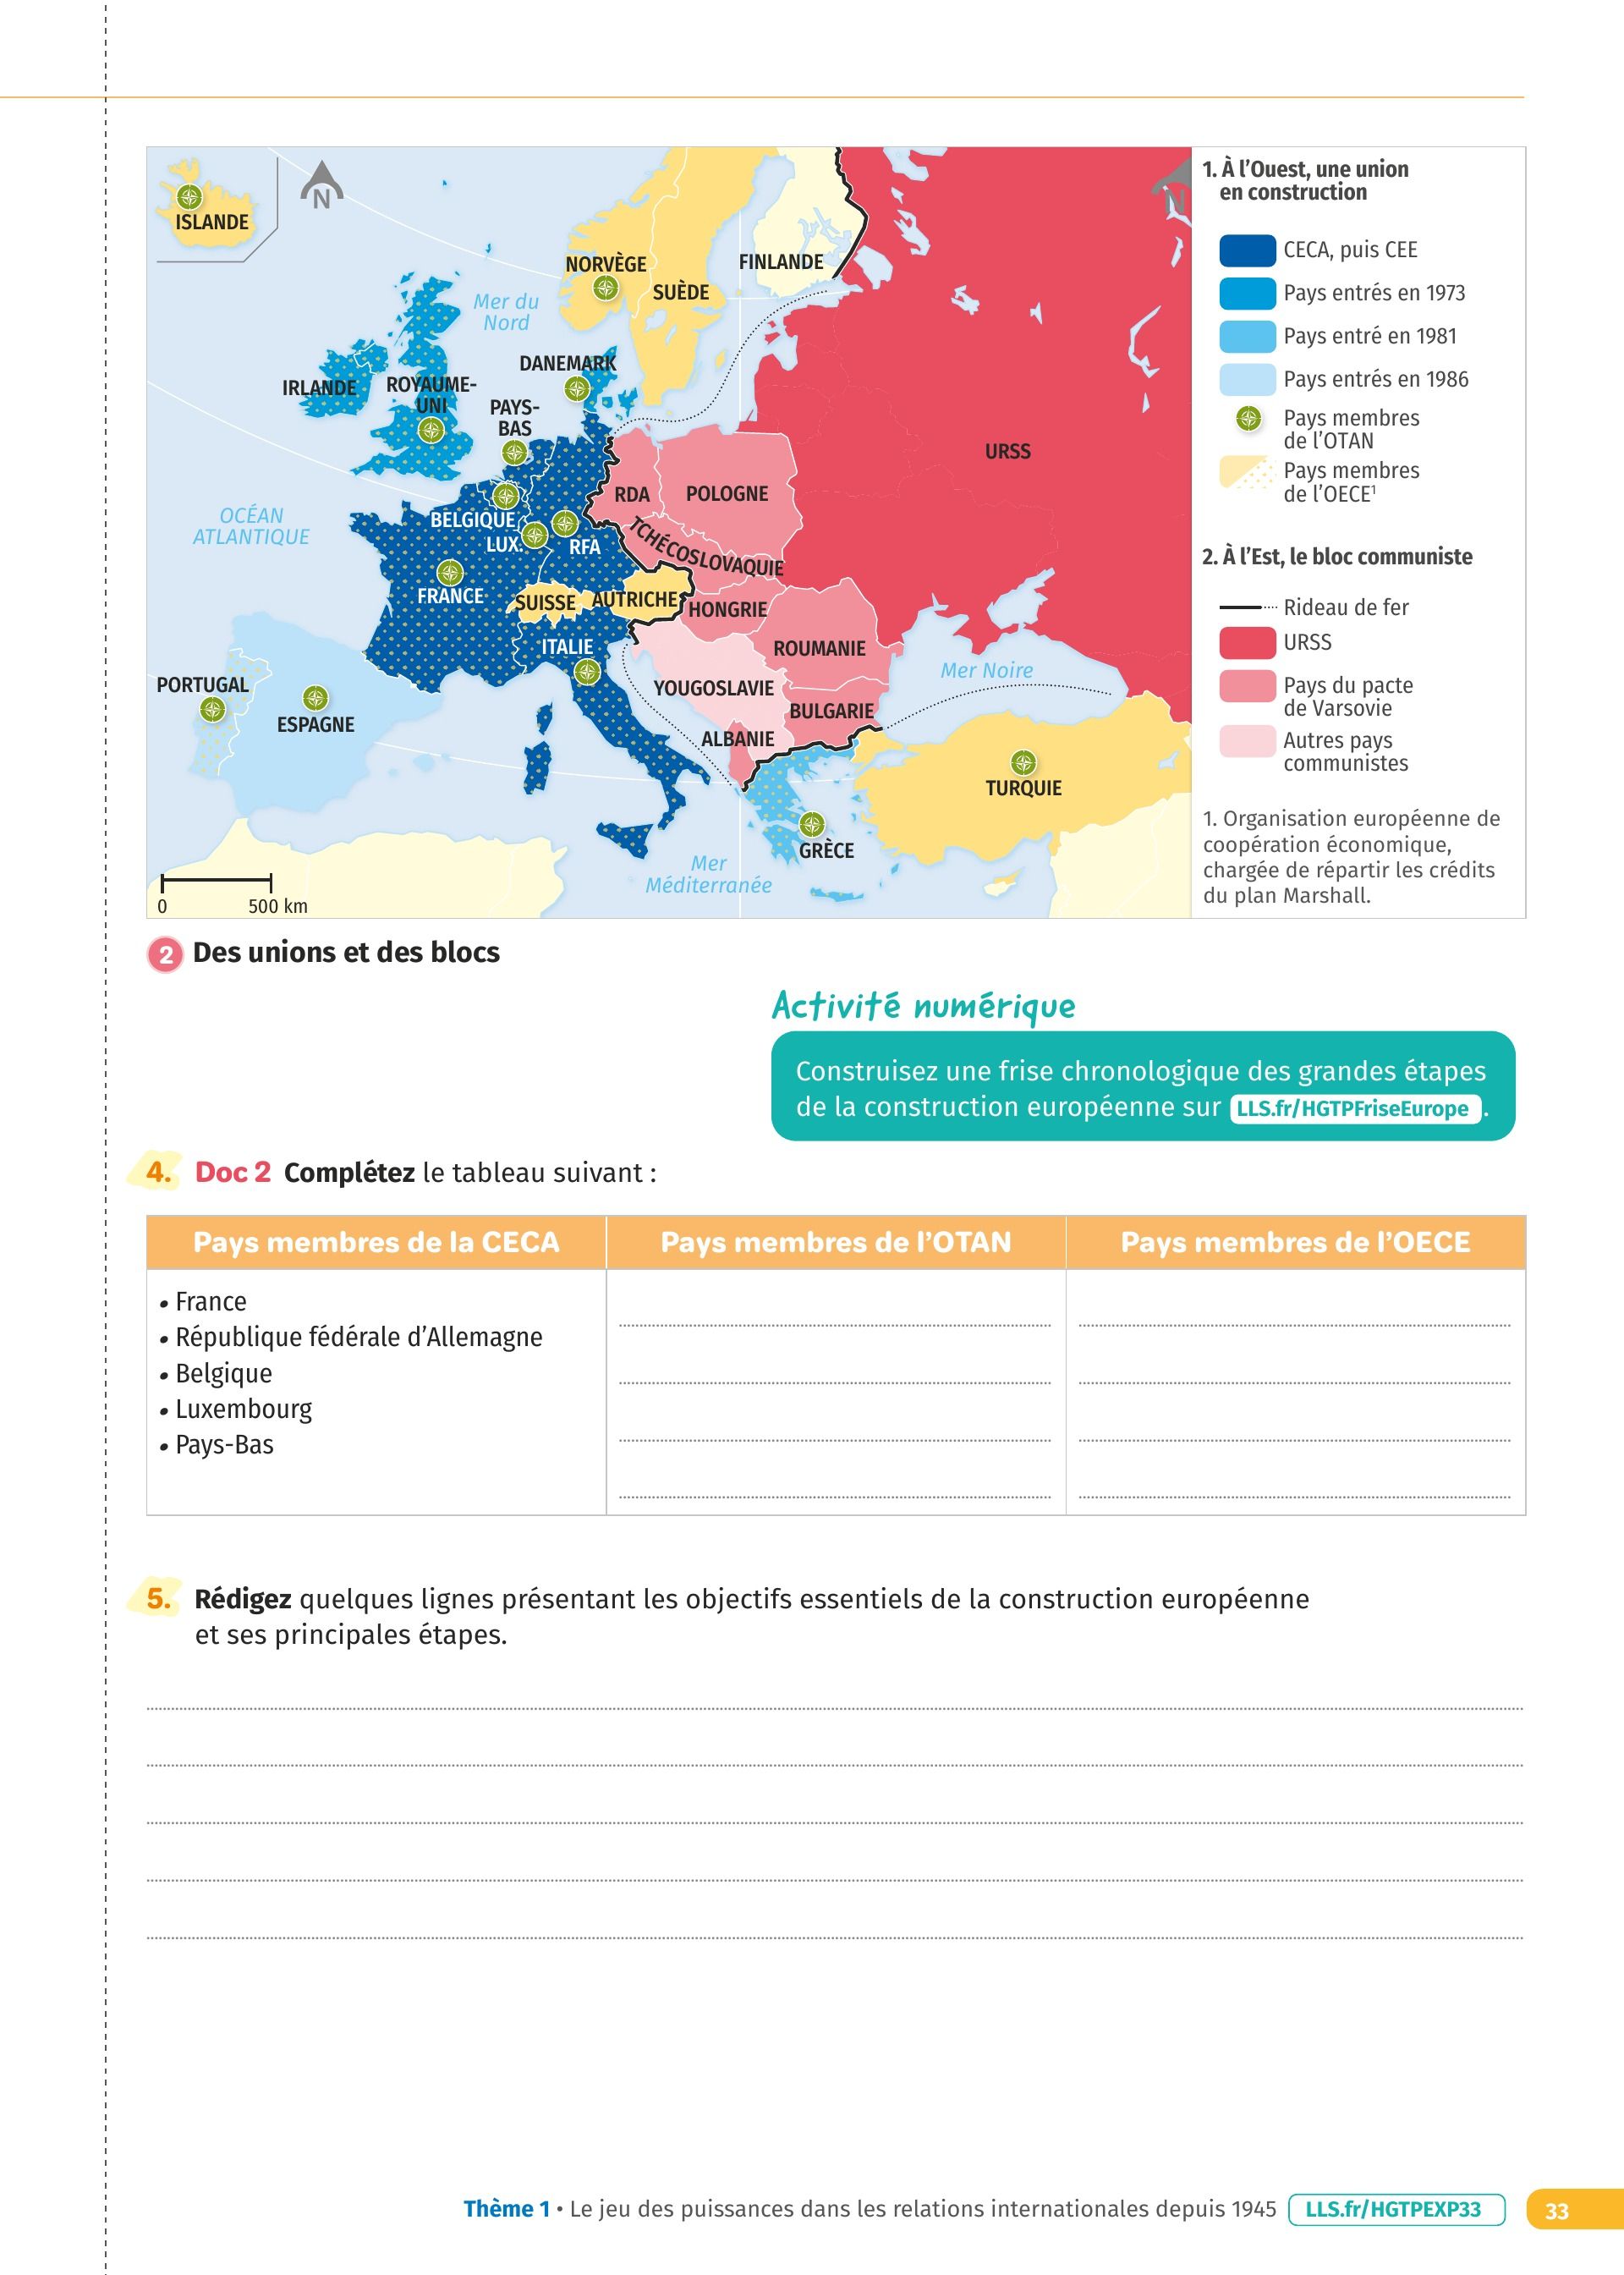 ISLANDE
N
NORVÈGE
SUÈDE
FINLANDE
Mer du
Nord
DANEMARK
IRLANDE
ROYAUME-
UNI
PAYS-
BAS
URSS
RDA
POLOGNE
OCÉAN
ATLANTIQUE
BELGIQUE
LUX.
RFA
TCHÉCOSLOVAQUIE
FRANCE
SUISSE
AUTRICHE
HONGRIE
ITALIE
ROUMANIE
Mer Noire
PORTUGAL
ESPAGNE
YOUGOSLAVIE
BULGARIE
ALBANIE
TURQUIE
GRÈCE
Mer
Méditerranée
0 500 km
N
1. À l'Ouest, une union
en construction
CECA, puis CEE
Pays entrés en 1973
Pays entré en 1981
Pays entrés en 1986
Pays membres
de l'OTAN
Pays membres
de l'OECE¹
2. À l'Est, le bloc communiste
Rideau de fer
URSS
Pays du pacte
de Varsovie
Autres pays
communistes
1. Organisation européenne de
coopération économique,
chargée de répartir les crédits
du plan Marshall.
2 Des unions et des blocs
Activité numérique
Construisez une frise chronologique des grandes étapes
de la construction européenne sur LLS.fr/HGTPFriseEurope .
4. Doc 2 Complétez le tableau suivant :
Pays membres de la CECA Pays membres de l'OTAN Pays membres de l'OECE
• France
• République fédérale d'Allemagne
• Belgique
• Luxembourg
• Pays-Bas
5. Rédigez quelques lignes présentant les objectifs essentiels de la construction européenne
et ses principales étapes.
Thème 1 • Le jeu des puissances dans les relations internationales depuis 1945 LLS.fr/HGTPEXP33 33